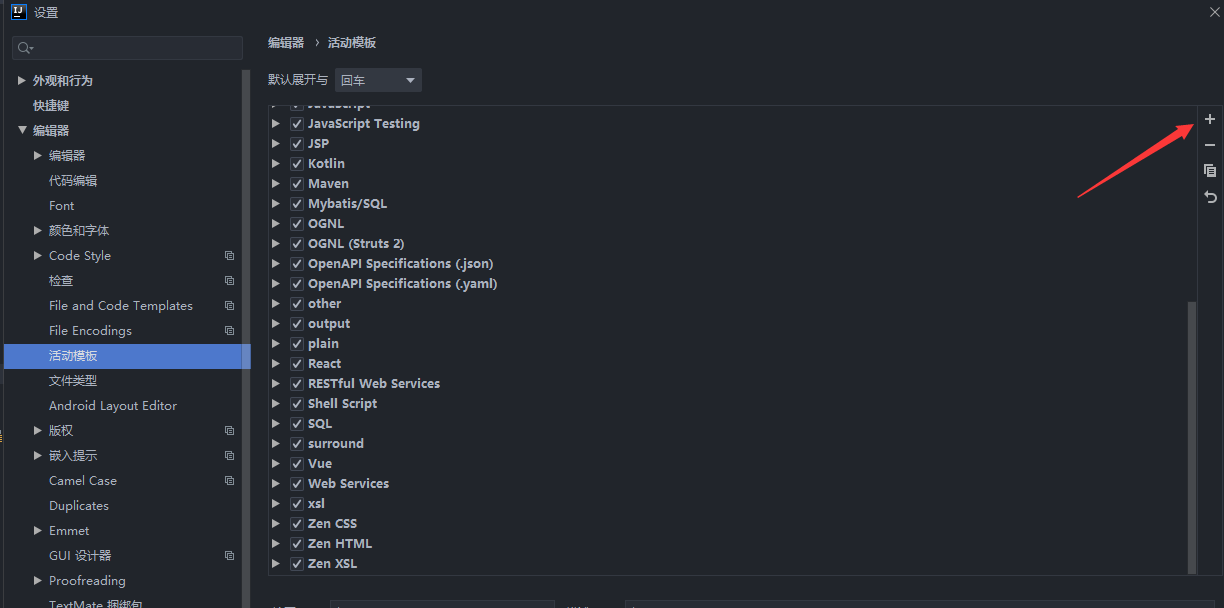 IJ 设置
编辑器 › 活动模板
默认展开与 回车
外观和行为
快捷键
编辑器
编辑器
代码编辑
Font
颜色和字体
Code Style
检查
File and Code Templates
File Encodings
活动模板
文件类型
Android Layout Editor
版权
嵌入提示
Camel Case
Duplicates
Emmet
GUI 设计器
Proofreading
TextMate 捆绑包
JavaScript
JavaScript Testing
JSP
Kotlin
Maven
Mybatis/SQL
OGNL
OGNL (Struts 2)
OpenAPI Specifications (.json)
OpenAPI Specifications (.yaml)
other
output
plain
React
RESTful Web Services
Shell Script
SQL
surround
Vue
Web Services
xsl
Zen CSS
Zen HTML
Zen XSL